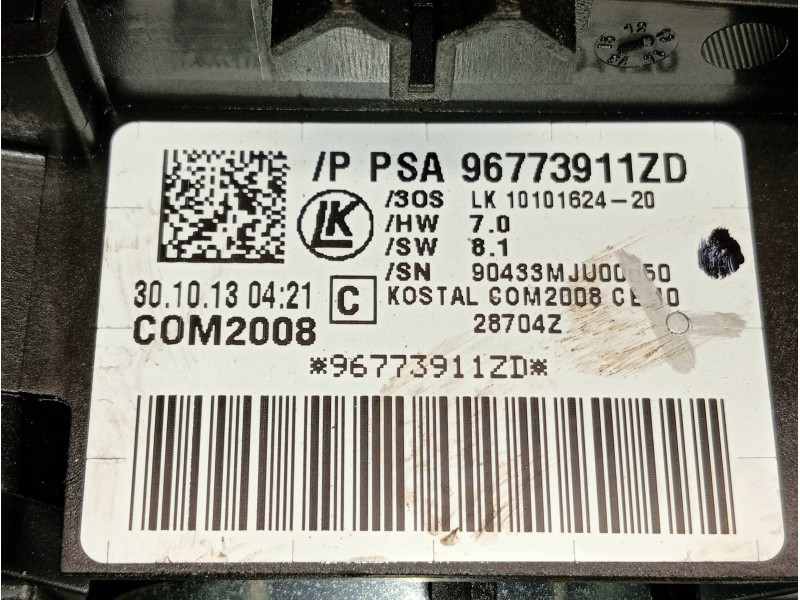 /P PSA 96773911ZD
LK
/3OS LK 10101624-20
/HW 7.0
/SW 8.1
/SN
30.10.13 04:21 C KOSTAL COM2008
COM2008 28704Z
*96773911ZD*